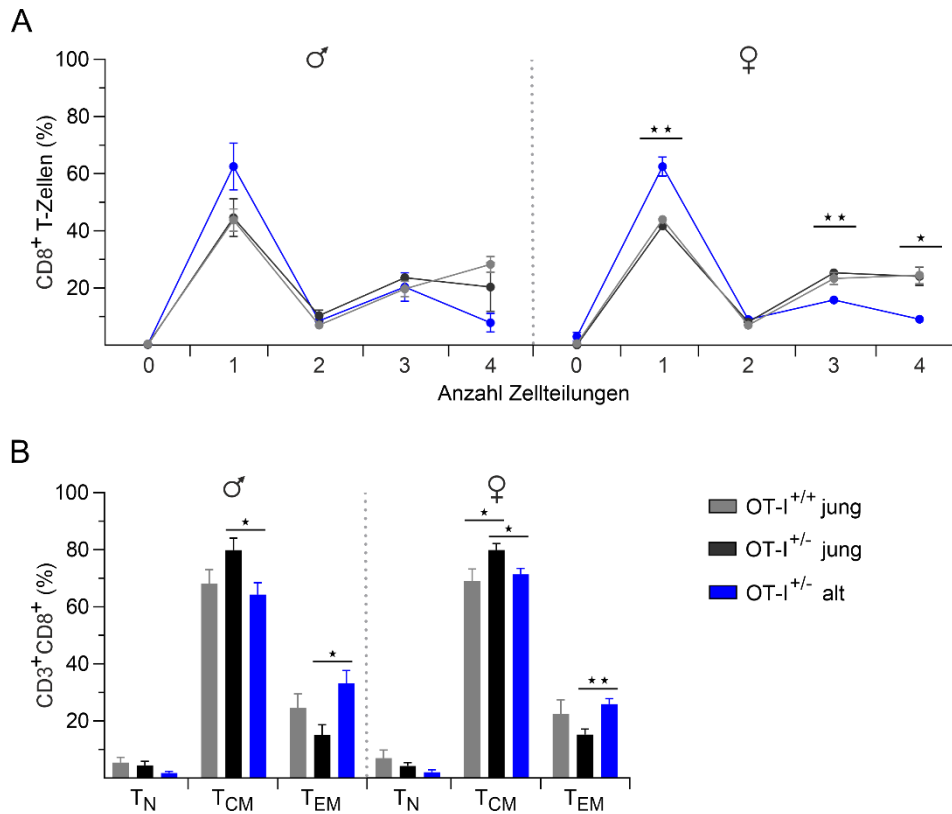 A
♂ ♀
100
80
60
40
20
CD8+ T-Zellen (%)
★ ★
★ ★
★
0 1 2 3 4 0 1 2 3 4
Anzahl Zellteilungen
B
♂ ♀
100
80
60
40
20
CD3+CD8+ (%)
★
★
★
★
★ ★
TN TCM TEM TN TCM TEM
OT-I+/+ jung
OT-I+/- jung
OT-I+/- alt